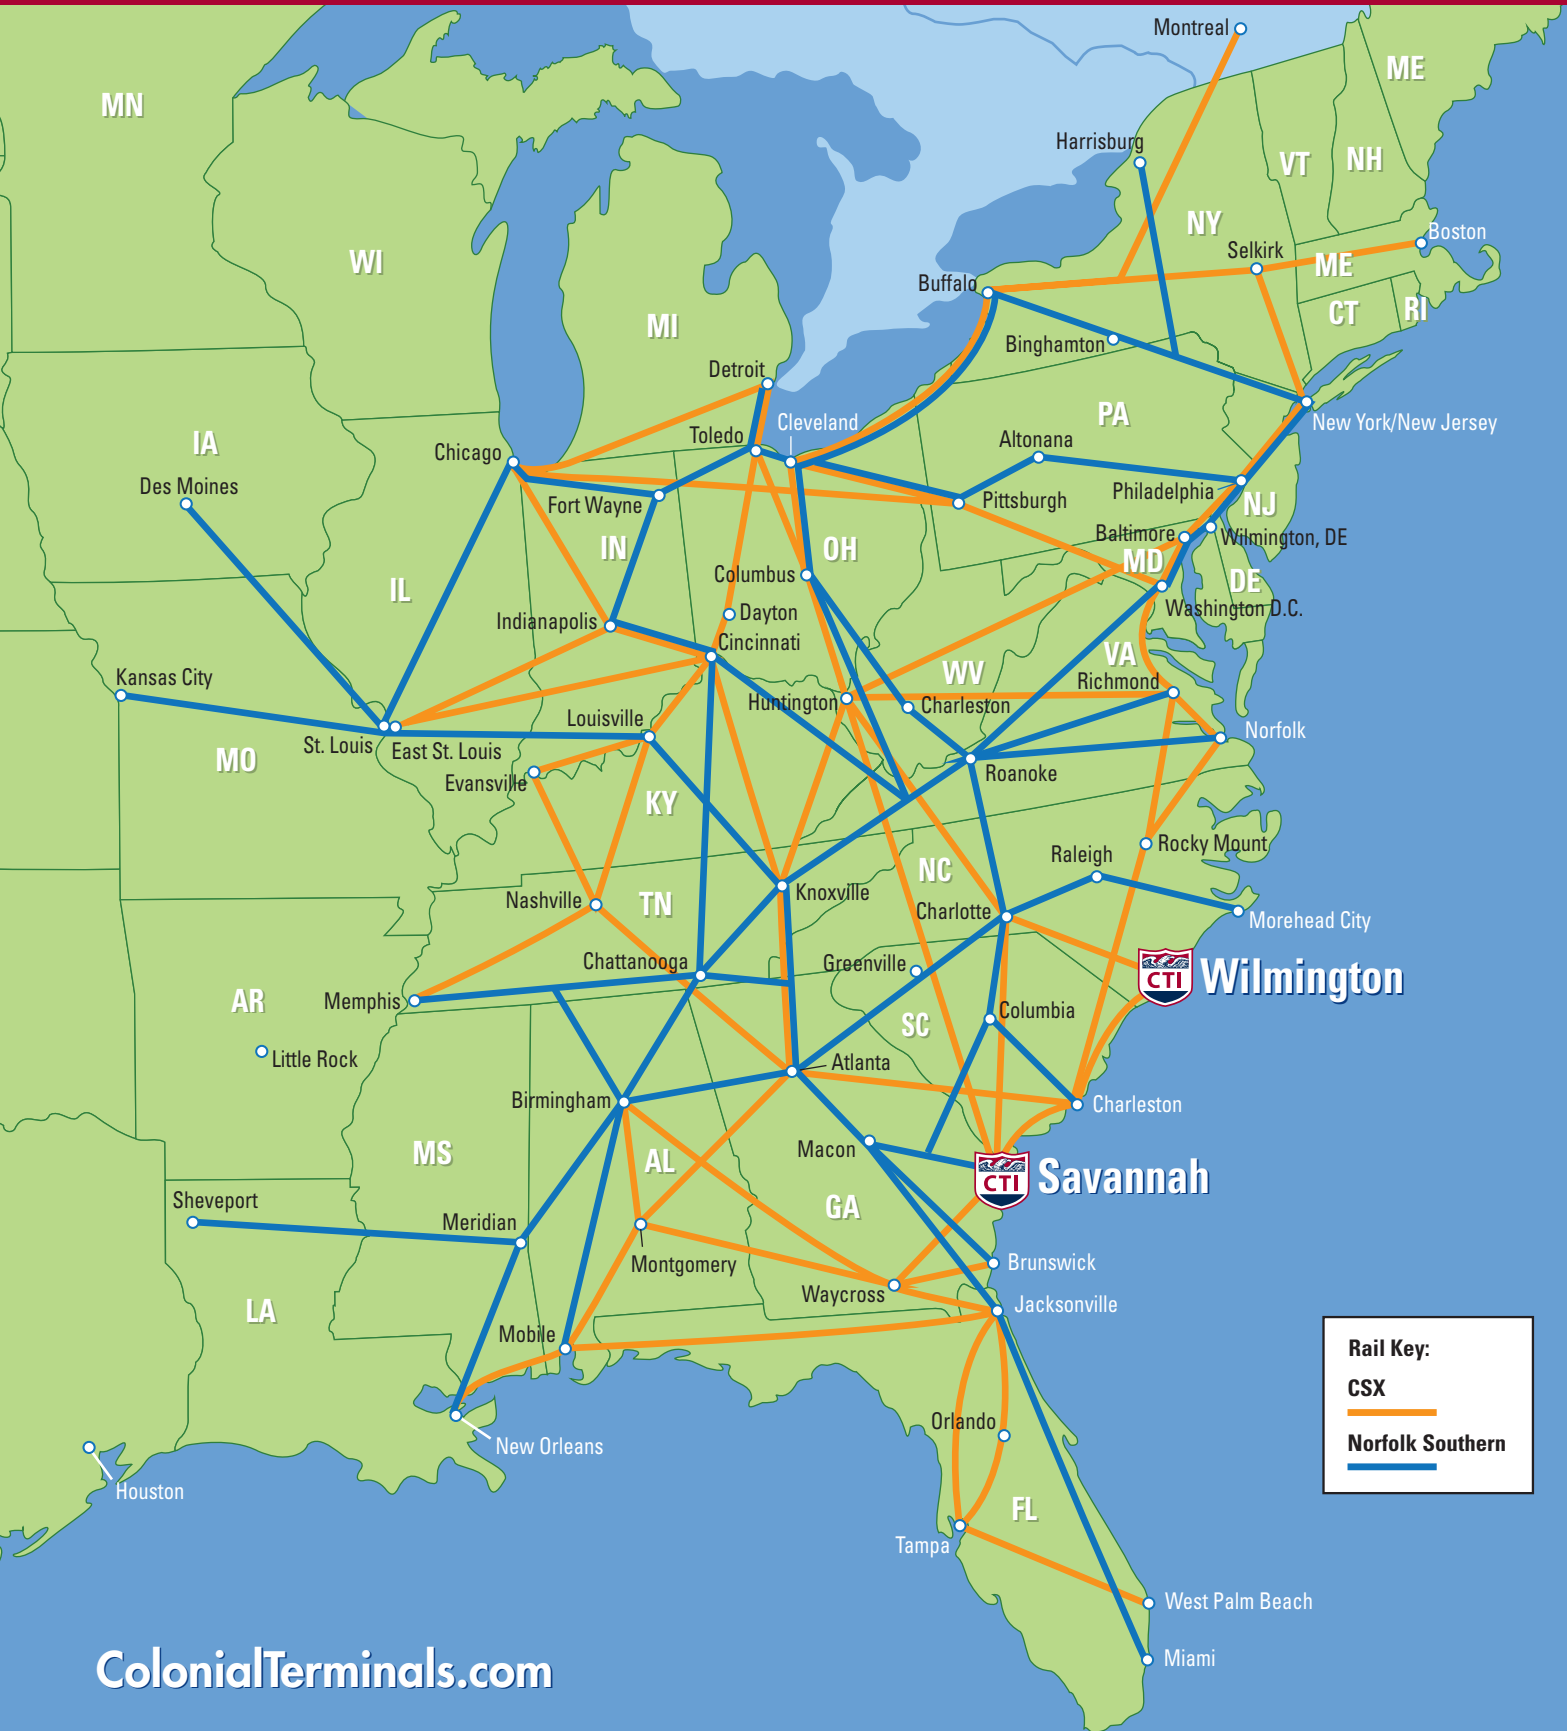 Montreal
ME
MN
Harrisburg
VT
NH
NY
Boston
Selkirk
WI
ME
Buffalo
CT
RI
MI
Binghamton
Detroit
PA
Cleveland
New York/New Jersey
Toledo
Altonana
IA
Chicago
Des Moines
Philadelphia
Pittsburgh
NJ
Fort Wayne
Baltimore
Wilmington, DE
IN
OH
MD
Columbus
DE
IL
Washington D.C.
Dayton
Indianapolis
Cincinnati
VA
WV
Kansas City
Richmond
Huntington
Charleston
Louisville
Norfolk
St. Louis
East St. Louis
MO
Roanoke
Evansville
KY
Rocky Mount
Raleigh
NC
Knoxville
Nashville
TN
Charlotte
Morehead City
Chattanooga
Greenville
CTI
Wilmington
AR
Memphis
Columbia
SC
Little Rock
Atlanta
Birmingham
Charleston
Macon
MS
AL
CTI
Savannah
Sheveport
GA
Meridian
Montgomery
Brunswick
Waycross
Jacksonville
LA
Mobile
Rail Key:
CSX
Orlando
Norfolk Southern
New Orleans
Houston
FL
Tampa
West Palm Beach
Miami
ColonialTerminals.com